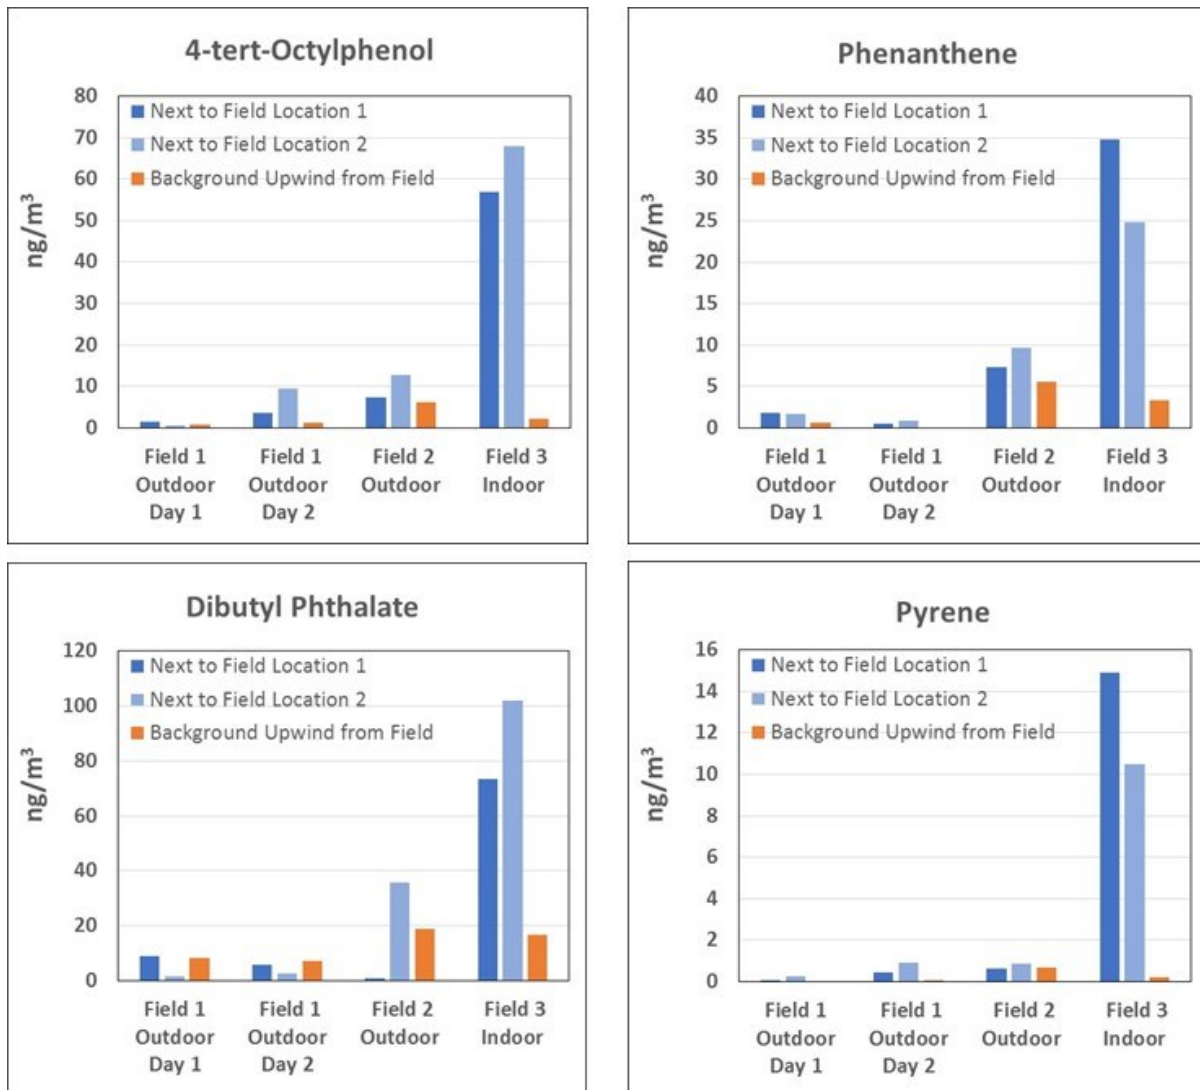 4-tert-Octylphenol
80
70
60
50
40
30
20
10
0
ng/m³
Next to Field Location 1
Next to Field Location 2
Background Upwind from Field
Field 1
Outdoor
Day 1
Field 1
Outdoor
Day 2
Field 2
Outdoor
Field 3
Indoor
Phenanthene
40
35
30
25
20
15
10
5
0
ng/m³
Next to Field Location 1
Next to Field Location 2
Background Upwind from Field
Field 1
Outdoor
Day 1
Field 1
Outdoor
Day 2
Field 2
Outdoor
Field 3
Indoor
Dibutyl Phthalate
120
100
80
60
40
20
0
ng/m³
Next to Field Location 1
Next to Field Location 2
Background Upwind from Field
Field 1
Outdoor
Day 1
Field 1
Outdoor
Day 2
Field 2
Outdoor
Field 3
Indoor
Pyrene
16
14
12
10
8
6
4
2
0
ng/m³
Next to Field Location 1
Next to Field Location 2
Background Upwind from Field
Field 1
Outdoor
Day 1
Field 1
Outdoor
Day 2
Field 2
Outdoor
Field 3
Indoor